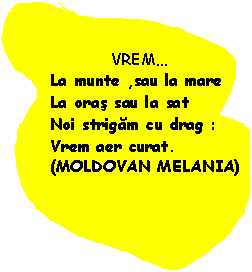 VREM...
La munte ,sau la mare
La oraş sau la sat
Noi strigăm cu drag :
Vrem aer curat.
(MOLDOVAN MELANIA)